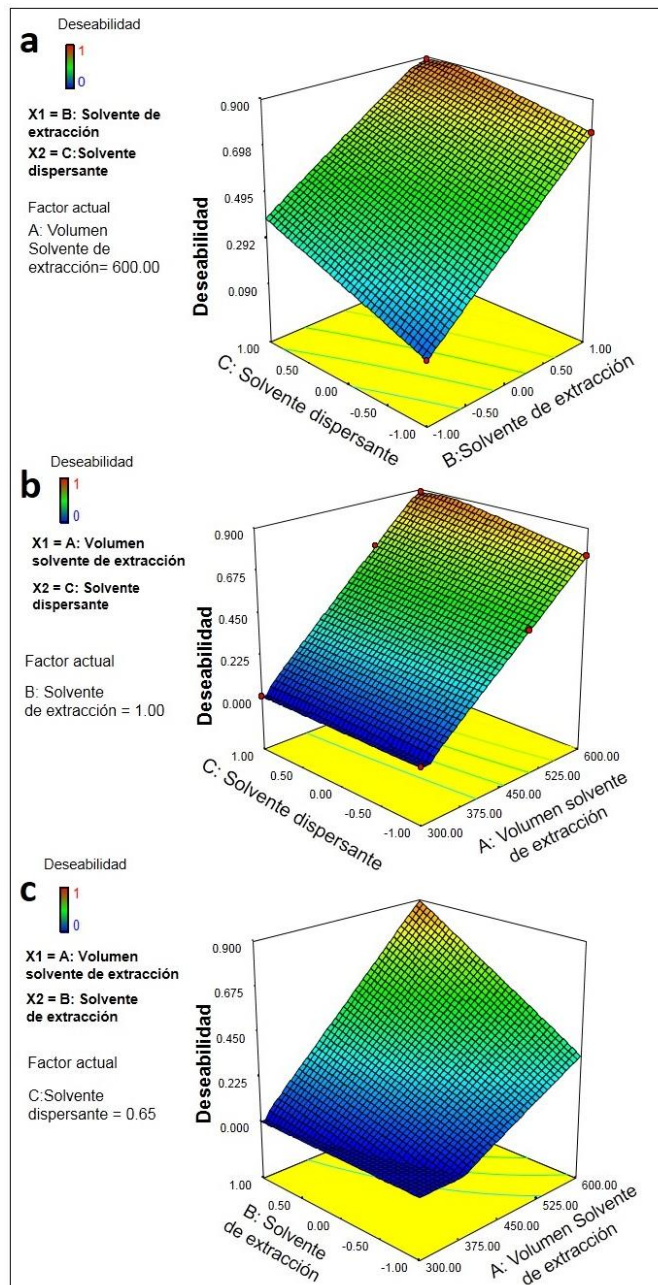 a
Deseabilidad
1
0
X1 = B: Solvente de
extracción
X2 = C:Solvente
dispersante
Factor actual
A: Volumen
Solvente de
extracción= 600.00
Deseabilidad
0.900
0.698
0.495
0.292
0.090
1.00
0.50
0.00
-0.50
-1.00
C: Solvente dispersante
1.00
0.50
0.00
-0.50
-1.00
B:Solvente de extracción
b
Deseabilidad
1
0
X1 = A: Volumen
solvente de extracción
X2 = C: Solvente
dispersante
Factor actual
B: Solvente
de extracción = 1.00
Deseabilidad
0.900
0.675
0.450
0.225
0.000
1.00
0.50
0.00
-0.50
-1.00
C: Solvente dispersante
600.00
525.00
450.00
375.00
300.00
A: Volumen solvente
de extracción
c
Deseabilidad
1
0
X1 = A: Volumen
solvente de extracción
X2 = B: Solvente
de extracción
Factor actual
C:Solvente
dispersante = 0.65
Deseabilidad
0.900
0.675
0.450
0.225
0.000
1.00
0.50
0.00
-0.50
-1.00
B: Solvente
de extracción
600.00
525.00
450.00
375.00
300.00
A: Volumen Solvente
de extracción